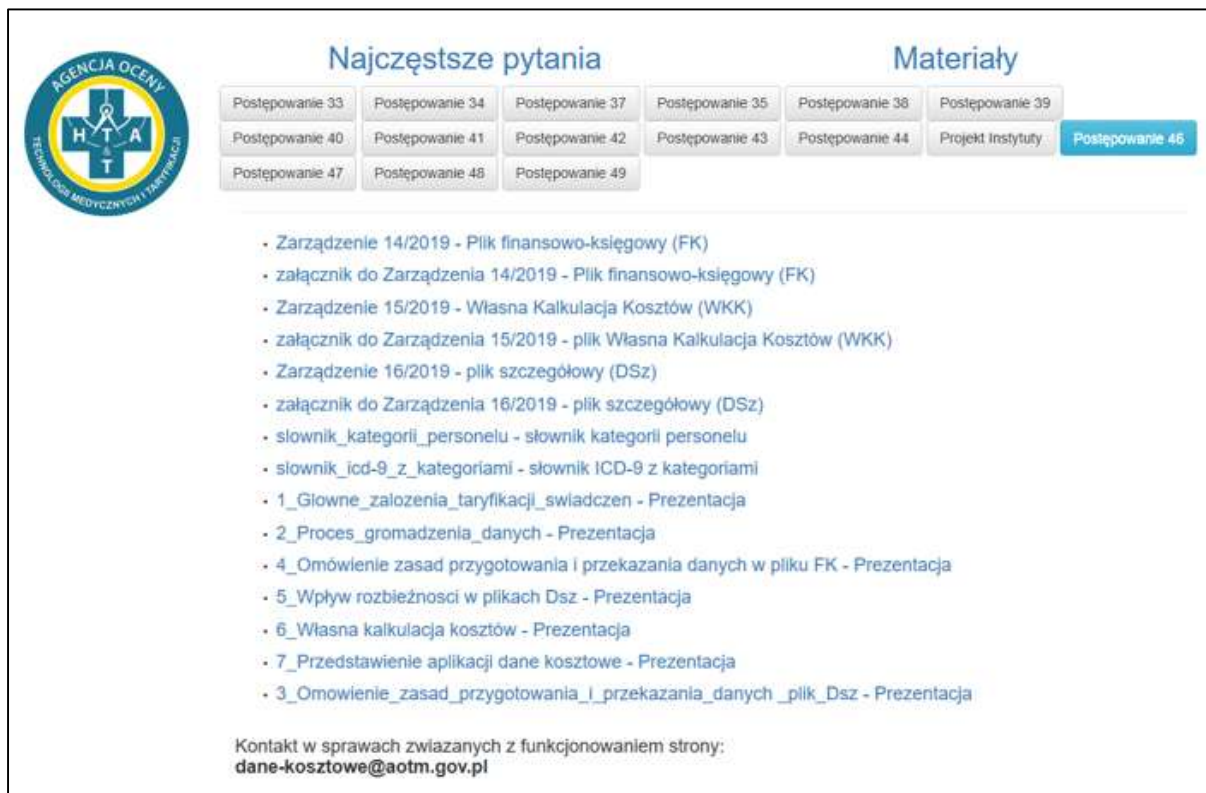 AGENCJA OCENY
TECHNOLOGII MEDYCZNYCH I TARYFIKACJI
H T A
&
T
Najczęstsze pytania Materiały
Postępowanie 33 Postępowanie 34 Postępowanie 37 Postępowanie 35 Postępowanie 38 Postępowanie 39
Postępowanie 40 Postępowanie 41 Postępowanie 42 Postępowanie 43 Postępowanie 44 Projekt Instytuty Postępowanie 46
Postępowanie 47 Postępowanie 48 Postępowanie 49
• Zarządzenie 14/2019 - Plik finansowo-księgowy (FK)
• załącznik do Zarządzenia 14/2019 - Plik finansowo-księgowy (FK)
• Zarządzenie 15/2019 - Własna Kalkulacja Kosztów (WKK)
• załącznik do Zarządzenia 15/2019 - plik Własna Kalkulacja Kosztów (WKK)
• Zarządzenie 16/2019 - plik szczegółowy (DSz)
• załącznik do Zarządzenia 16/2019 - plik szczegółowy (DSz)
• slownik_kategorii_personelu - słownik kategorii personelu
• slownik_icd-9_z_kategoriami - słownik ICD-9 z kategoriami
• 1_Glowne_zalozenia_taryfikacji_swiadczen - Prezentacja
• 2_Proces_gromadzenia_danych - Prezentacja
• 4_Omówienie zasad przygotowania i przekazania danych w pliku FK - Prezentacja
• 5_Wpływ rozbieżnosci w plikach Dsz - Prezentacja
• 6_Własna kalkulacja kosztów - Prezentacja
• 7_Przedstawienie aplikacji dane kosztowe - Prezentacja
• 3_Omowienie_zasad_przygotowania_i_przekazania_danych _plik_Dsz - Prezentacja
Kontakt w sprawach zwiazanych z funkcjonowaniem strony:
dane-kosztowe@aotm.gov.pl